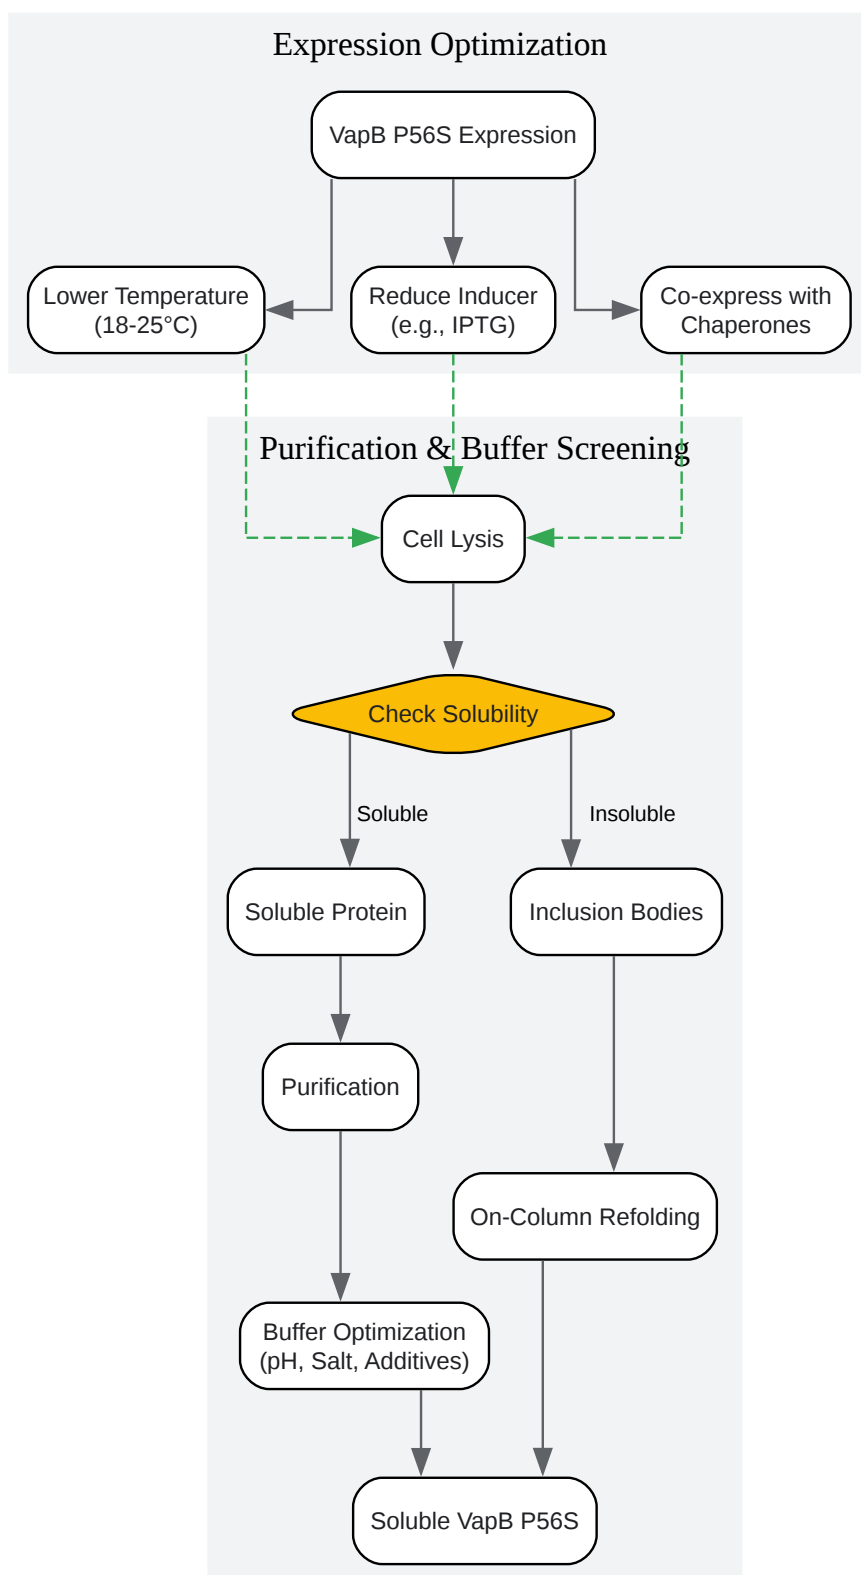 Expression Optimization
VapB P56S Expression
Lower Temperature
(18-25°C)
Reduce Inducer
(e.g., IPTG)
Co-express with
Chaperones
Purification & Buffer Screening
Cell Lysis
Check Solubility
Soluble
Insoluble
Soluble Protein
Inclusion Bodies
Purification
On-Column Refolding
Buffer Optimization
(pH, Salt, Additives)
Soluble VapB P56S